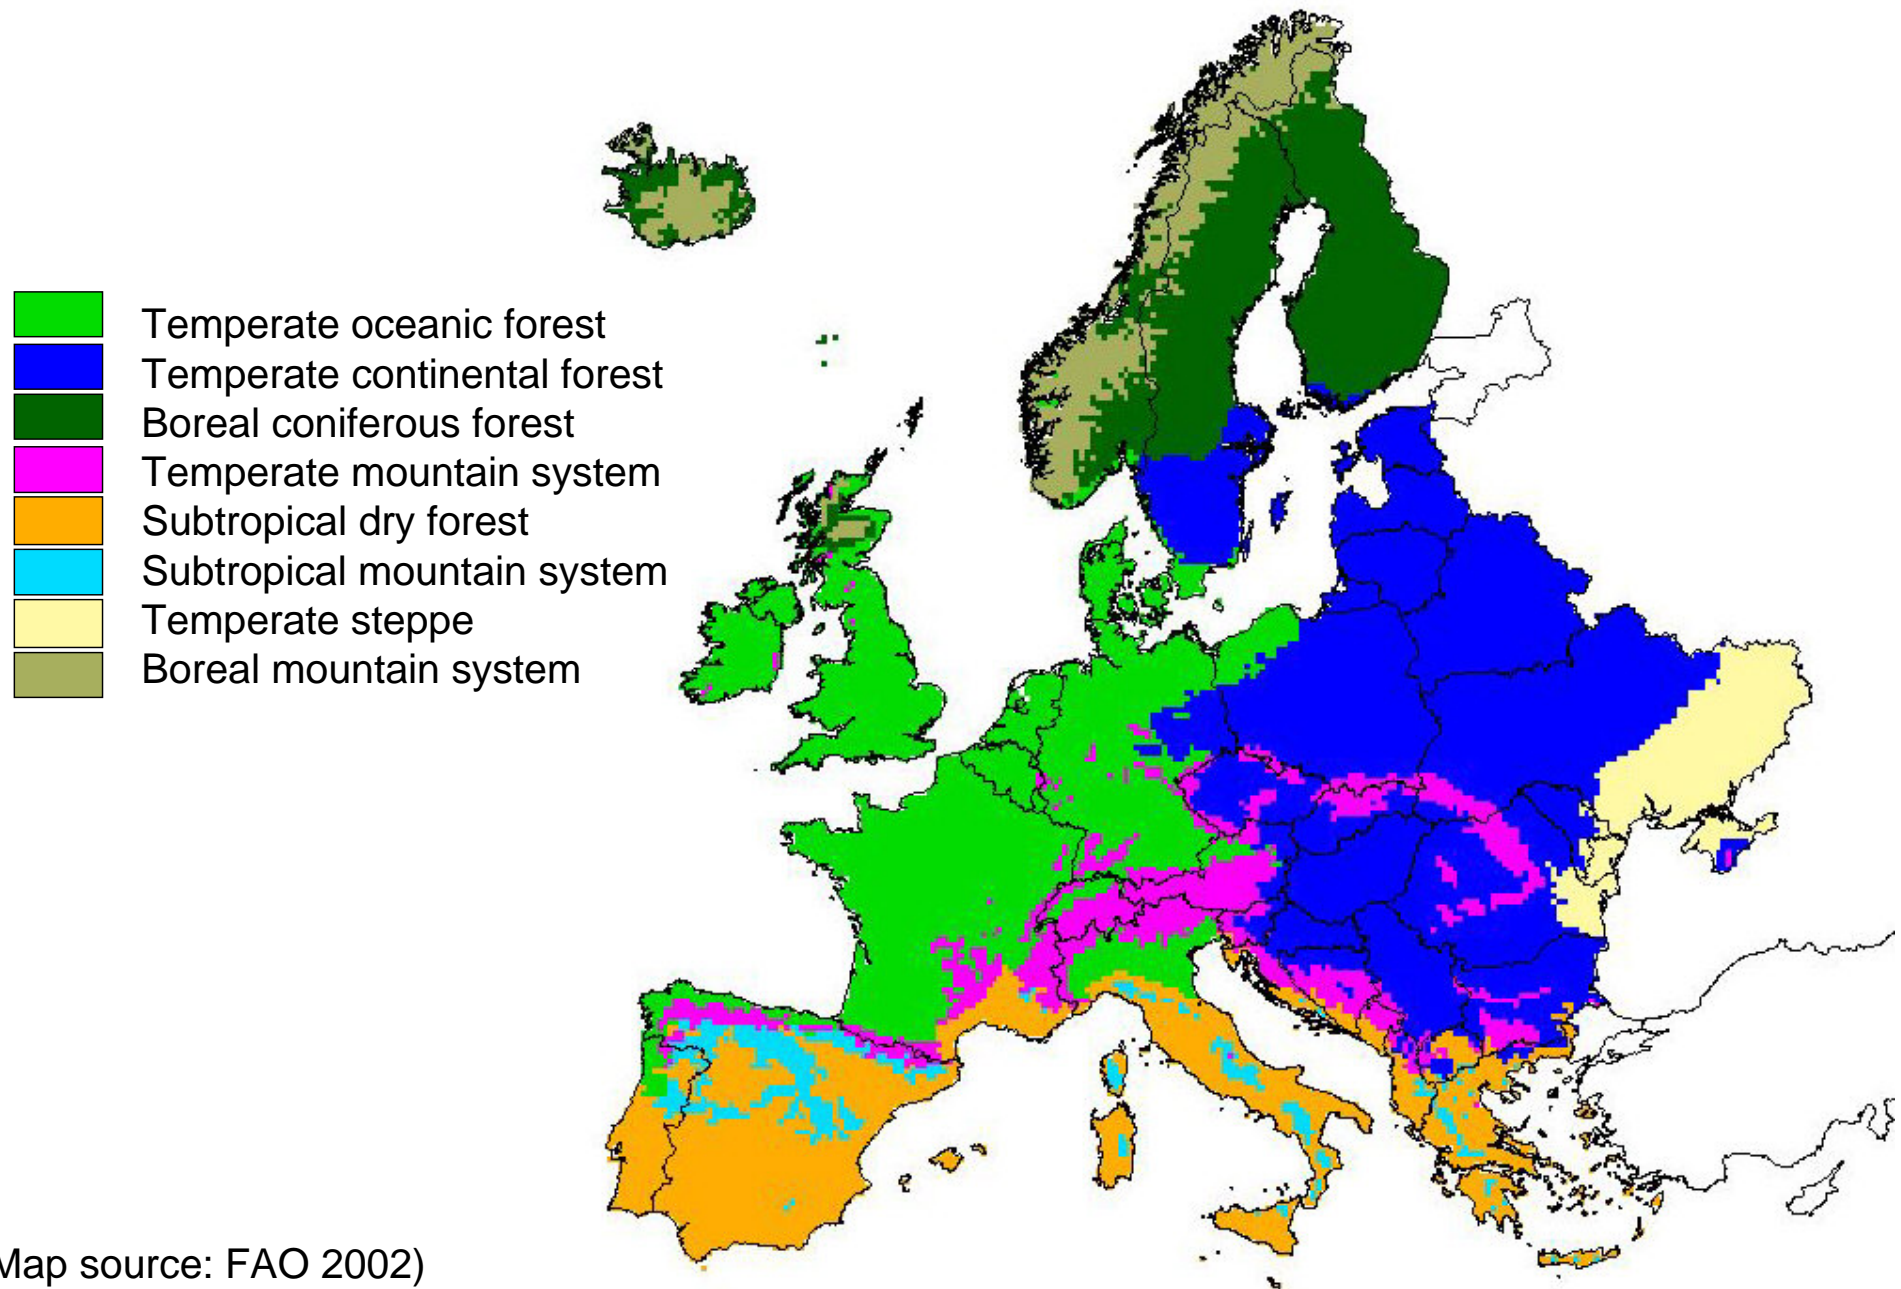 Temperate oceanic forest
Temperate continental forest
Boreal coniferous forest
Temperate mountain system
Subtropical dry forest
Subtropical mountain system
Temperate steppe
Boreal mountain system
Map source: FAO 2002)